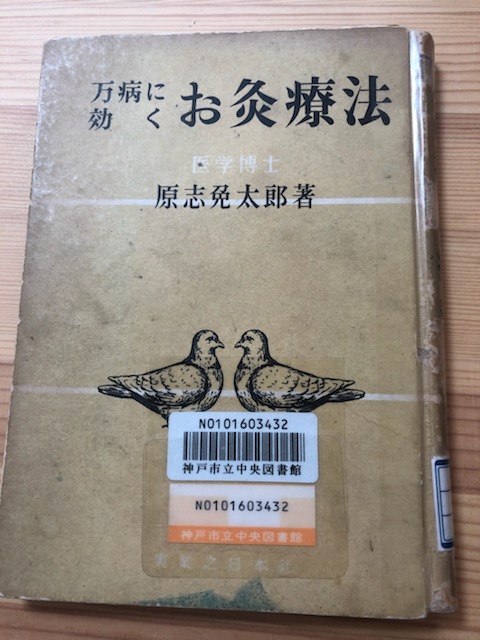 万病に
効く
お灸療法
医学博士
原志免太郎著
N0101603432
神戸市立中央図書館
N0101603432
神戸市立中央図書館
実業之日本社